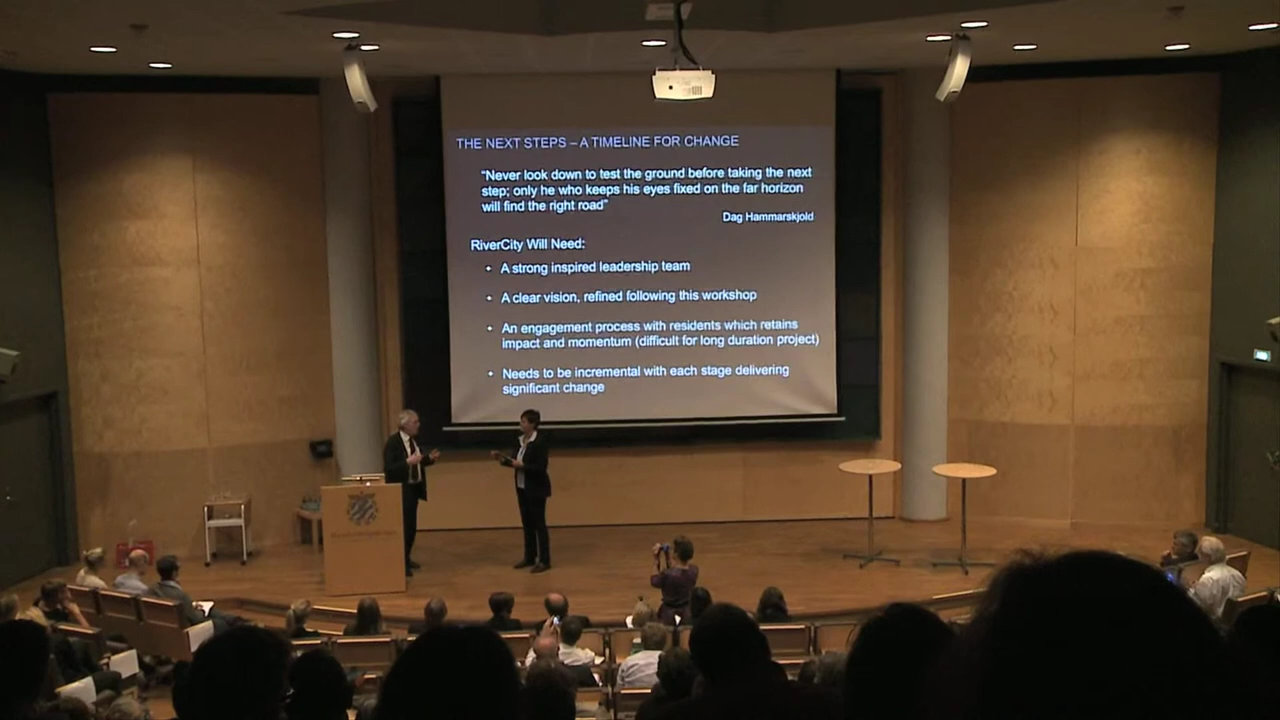 THE NEXT STEPS – A TIMELINE FOR CHANGE
“Never look down to test the ground before taking the next
step; only he who keeps his eyes fixed on the far horizon
will find the right road”
Dag Hammarskjold
RiverCity Will Need:
• A strong inspired leadership team
• A clear vision, refined following this workshop
• An engagement process with residents which retains
impact and momentum (difficult for long duration project)
• Needs to be incremental with each stage delivering
significant change